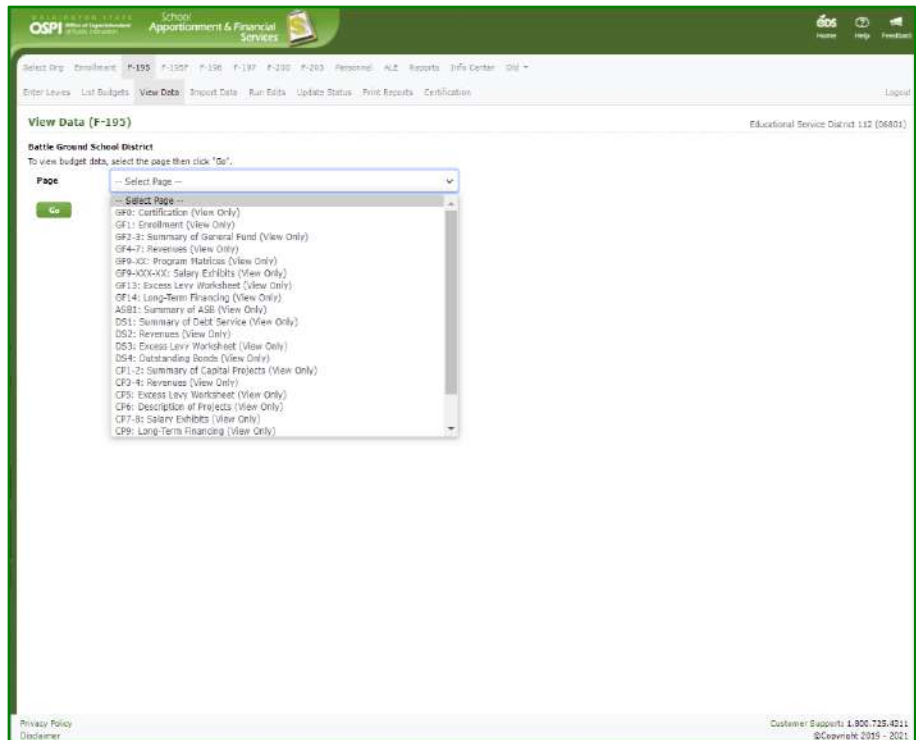 WASHINGTON STATE
OSPI Office of Superintendent
of Public Instruction
School
Apportionment & Financial
Services
eds
Home
Help
Feedback
Select Org Enrollment F-195 F-195F F-196 F-197 F-200 F-203 Personnel ALE Reports Info Center Old
Enter Levies List Budgets View Data Import Data Run Edits Update Status Print Reports Certification Logout
View Data (F-195)
Educational Service District 112 (06801)
Battle Ground School District
To view budget data, select the page then click "Go".
Page
-- Select Page --
Go
-- Select Page --
GF0: Certification (View Only)
GF1: Enrollment (View Only)
GF2-3: Summary of General Fund (View Only)
GF4-7: Revenues (View Only)
GF9-XX: Program Matrices (View Only)
GF9-XXX-XX: Salary Exhibits (View Only)
GF13: Excess Levy Worksheet (View Only)
GF14: Long-Term Financing (View Only)
ASB1: Summary of ASB (View Only)
DS1: Summary of Debt Service (View Only)
DS2: Revenues (View Only)
DS3: Excess Levy Worksheet (View Only)
DS4: Outstanding Bonds (View Only)
CP1-2: Summary of Capital Projects (View Only)
CP3-4: Revenues (View Only)
CP5: Excess Levy Worksheet (View Only)
CP6: Description of Projects (View Only)
CP7-8: Salary Exhibits (View Only)
CP9: Long-Term Financing (View Only)
Privacy Policy
Disclaimer
Customer Support: 1.800.725.4311
©Copyright 2019 - 2021